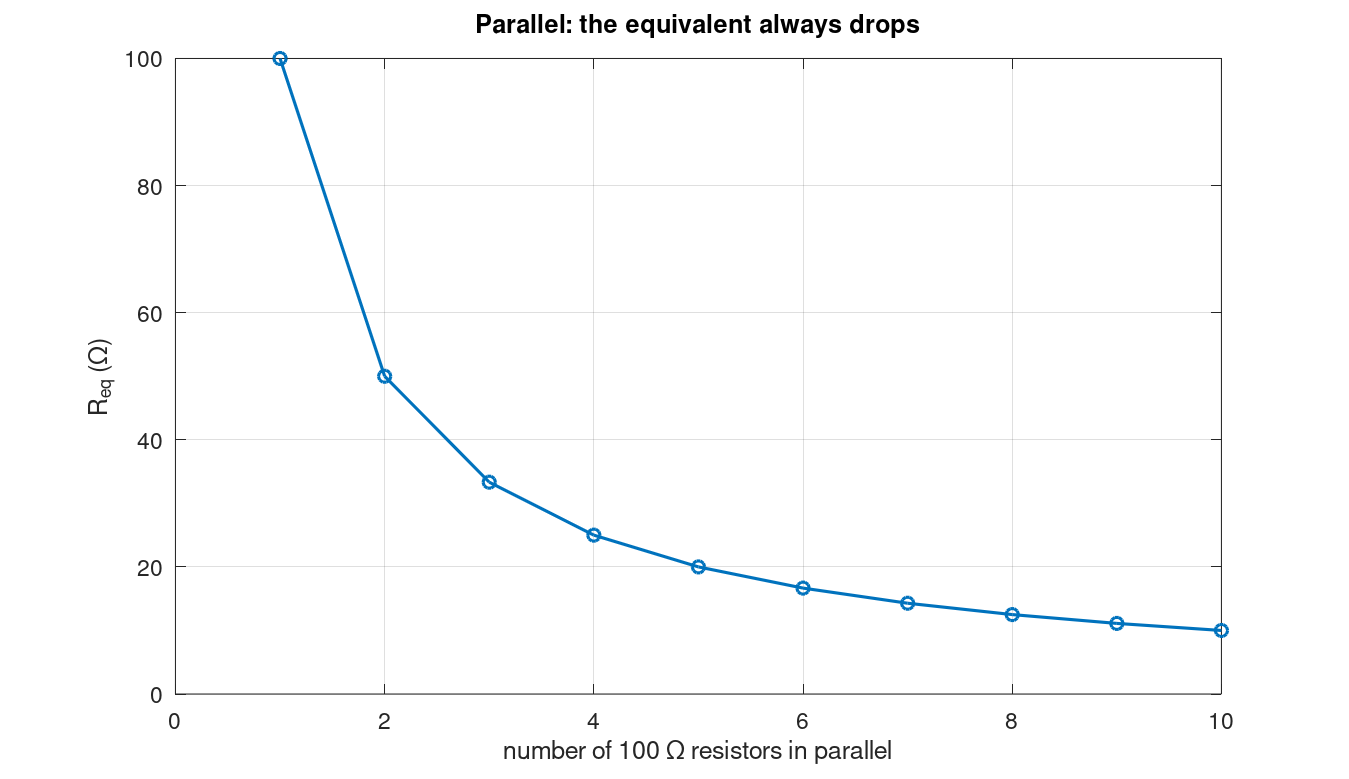 Parallel: the equivalent always drops
100
80
60
40
20
0
R_eq (Ω)
0 2 4 6 8 10
number of 100 Ω resistors in parallel